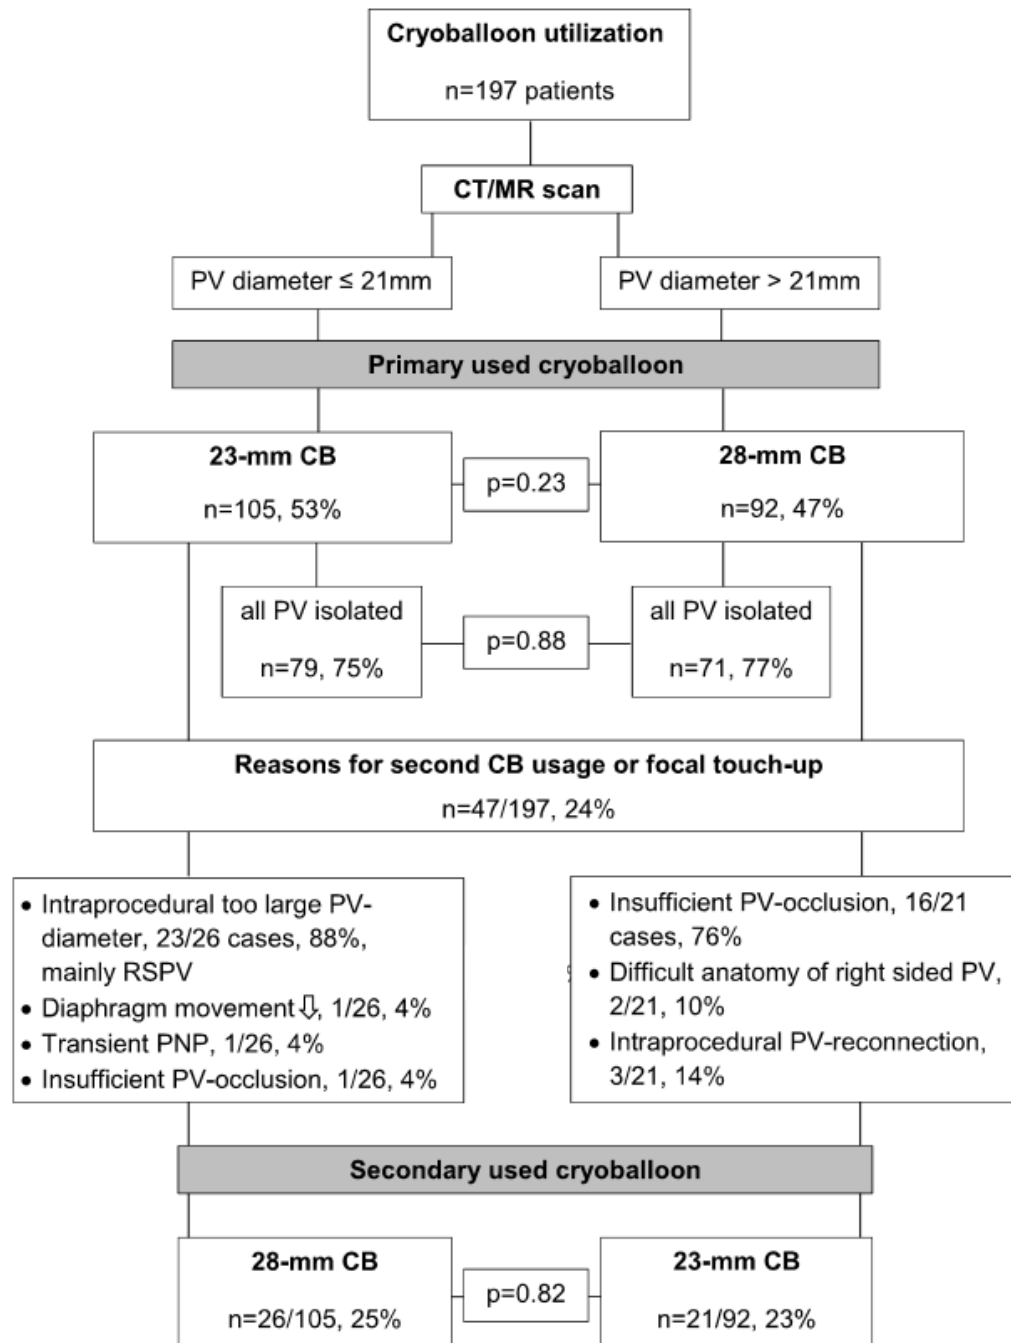 Cryoballoon utilization
n=197 patients
CT/MR scan
PV diameter ≤ 21mm
PV diameter > 21mm
Primary used cryoballoon
23-mm CB
n=105, 53%
p=0.23
28-mm CB
n=92, 47%
all PV isolated
n=79, 75%
p=0.88
all PV isolated
n=71, 77%
Reasons for second CB usage or focal touch-up
n=47/197, 24%
• Intraprocedural too large PV-
diameter, 23/26 cases, 88%,
mainly RSPV
• Diaphragm movement⇩, 1/26, 4%
• Transient PNP, 1/26, 4%
• Insufficient PV-occlusion, 1/26, 4%
• Insufficient PV-occlusion, 16/21
cases, 76%
• Difficult anatomy of right sided PV,
2/21, 10%
• Intraprocedural PV-reconnection,
3/21, 14%
Secondary used cryoballoon
28-mm CB
n=26/105, 25%
p=0.82
23-mm CB
n=21/92, 23%